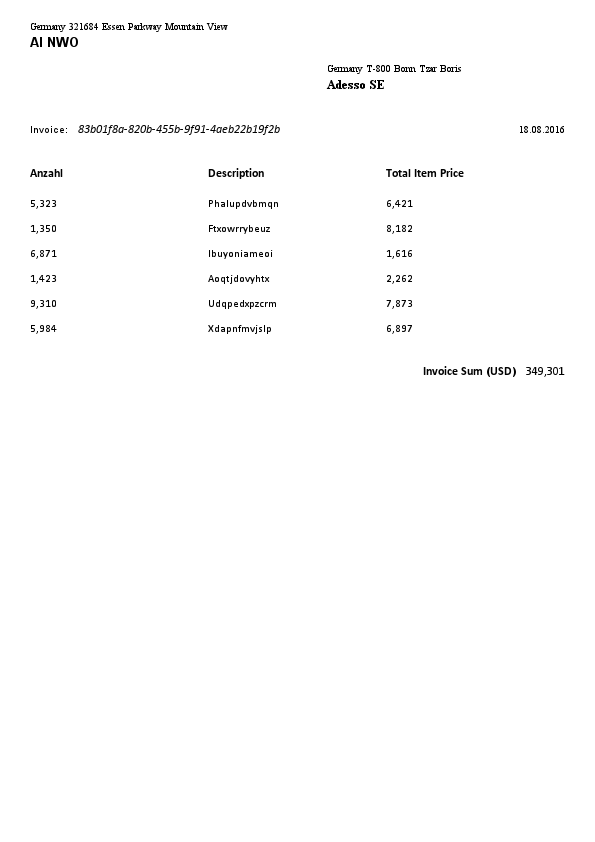 Germany 321684 Essen Parkway Mountain View
AI NWO
Germany T-800 Bonn Tzar Boris
Adesso SE
Invoice: 83b01f8a-820b-455b-9f91-4aeb22b19f2b 18.08.2016
Anzahl Description Total Item Price
5,323 Phalupdvbmqn 6,421
1,350 Ftxowrrybeuz 8,182
6,871 Ibuyoniameoi 1,616
1,423 Aoqtjdovyhtx 2,262
9,310 Udqpedxpzcrm 7,873
5,984 Xdapnfmvjslp 6,897
Invoice Sum (USD) 349,301